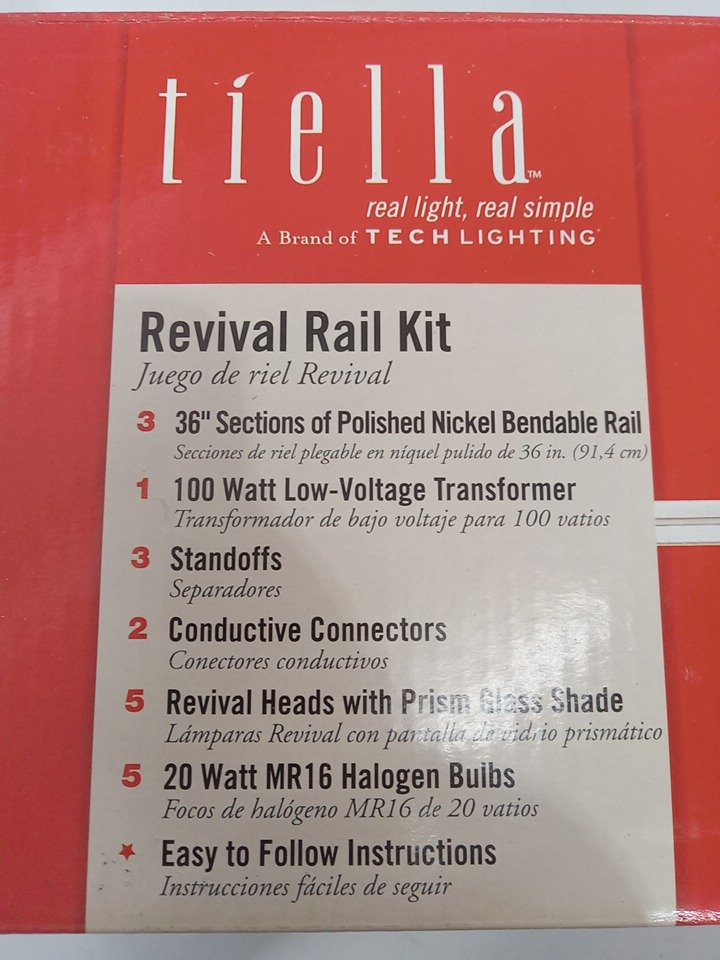 tiella™
real light, real simple
A Brand of TECH LIGHTING
Revival Rail Kit
Juego de riel Revival
3 36" Sections of Polished Nickel Bendable Rail
Secciones de riel plegable en níquel pulido de 36 in. (91,4 cm)
1 100 Watt Low-Voltage Transformer
Transformador de bajo voltaje para 100 vatios
3 Standoffs
Separadores
2 Conductive Connectors
Conectores conductivos
5 Revival Heads with Prism Glass Shade
Lámparas Revival con pantalla de vidrio prismático
5 20 Watt MR16 Halogen Bulbs
Focos de halógeno MR16 de 20 vatios
★ Easy to Follow Instructions
Instrucciones fáciles de seguir